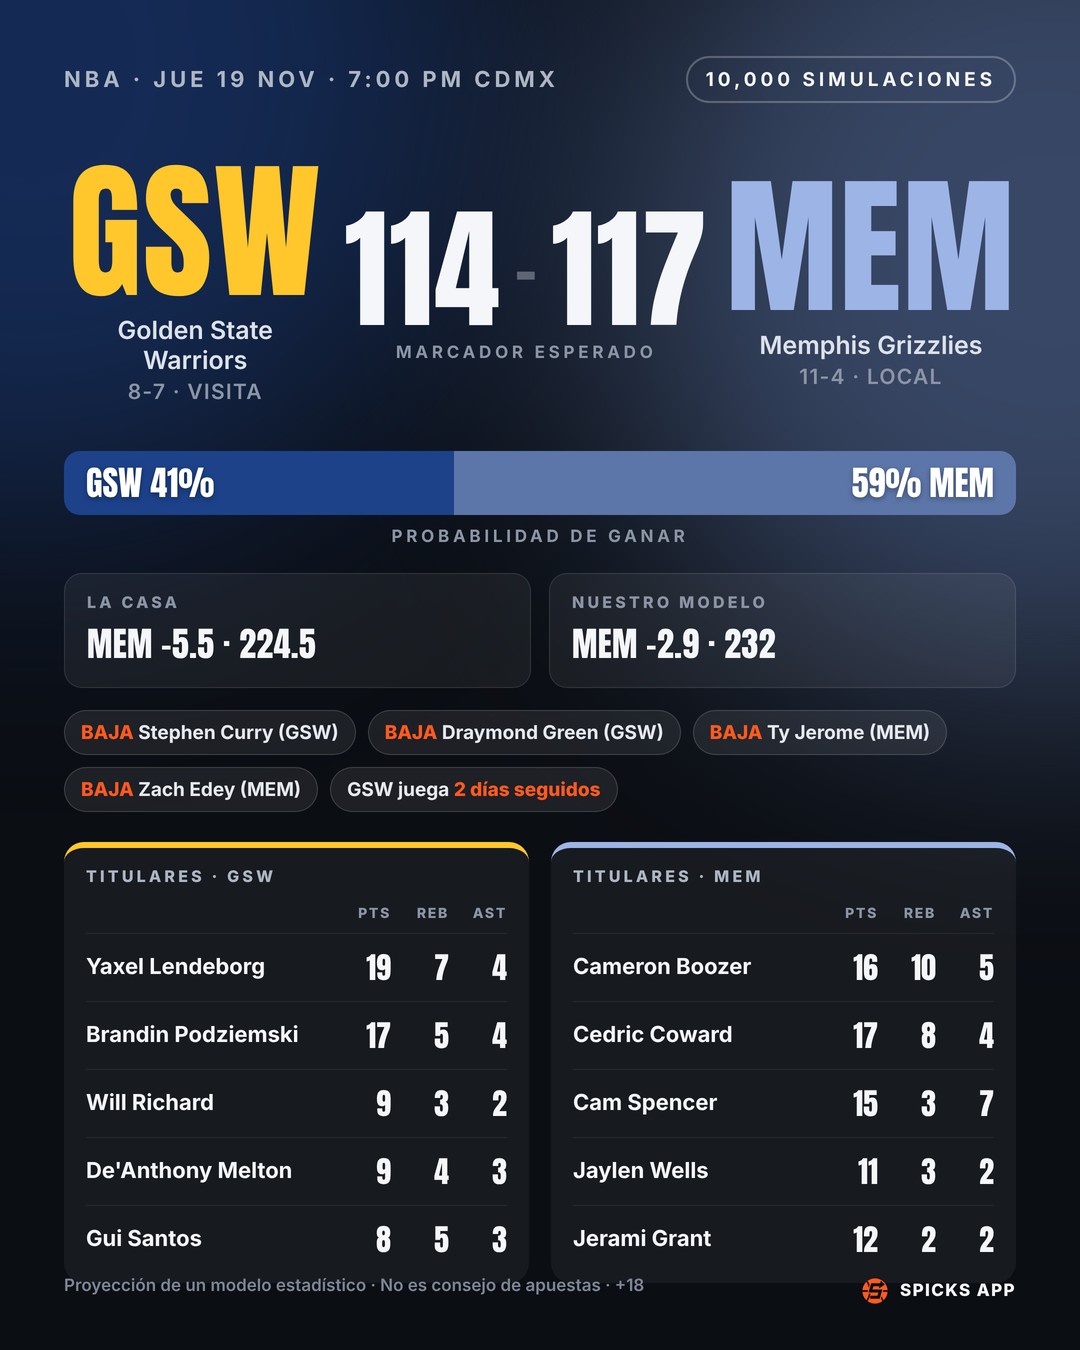 NBA · JUE 19 NOV · 7:00 PM CDMX
10,000 SIMULACIONES
GSW
114 - 117
MEM
Golden State
Warriors
8-7 · VISITA
MARCADOR ESPERADO
Memphis Grizzlies
11-4 · LOCAL
GSW 41%
59% MEM
PROBABILIDAD DE GANAR
LA CASA
MEM -5.5 · 224.5
NUESTRO MODELO
MEM -2.9 · 232
BAJA Stephen Curry (GSW)
BAJA Draymond Green (GSW)
BAJA Ty Jerome (MEM)
BAJA Zach Edey (MEM)
GSW juega 2 días seguidos
TITULARES · GSW
PTS REB AST
Yaxel Lendeborg 19 7 4
Brandin Podziemski 17 5 4
Will Richard 9 3 2
De'Anthony Melton 9 4 3
Gui Santos 8 5 3
TITULARES · MEM
PTS REB AST
Cameron Boozer 16 10 5
Cedric Coward 17 8 4
Cam Spencer 15 3 7
Jaylen Wells 11 3 2
Jerami Grant 12 2 2
Proyección de un modelo estadístico · No es consejo de apuestas · +18
SPICKS APP